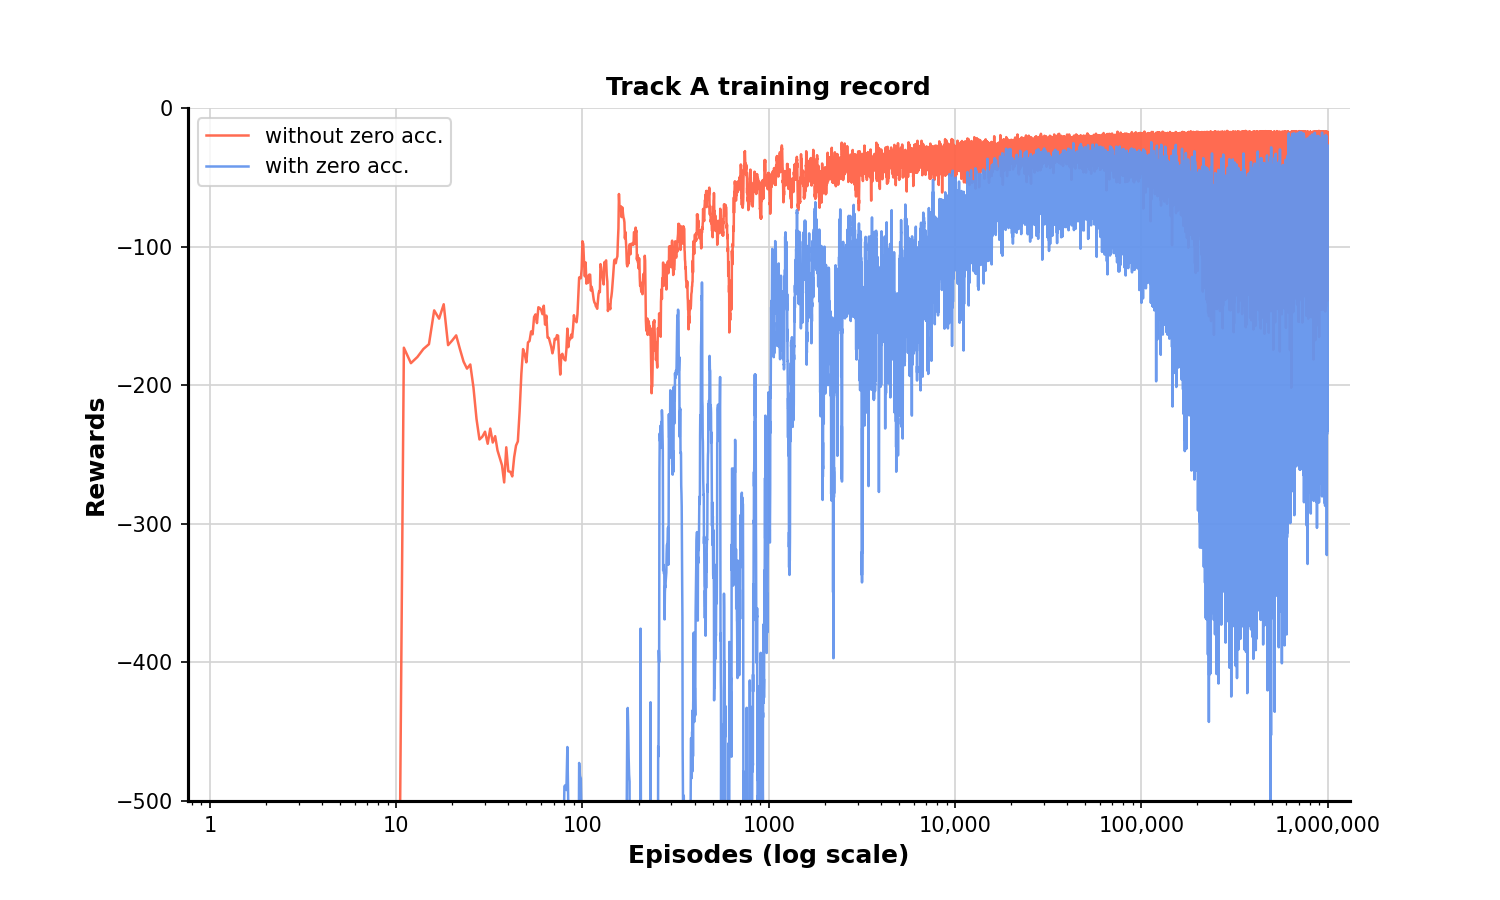 Track A training record
without zero acc.
with zero acc.
Rewards
0
−100
−200
−300
−400
−500
1
10
100
1000
10,000
100,000
1,000,000
Episodes (log scale)